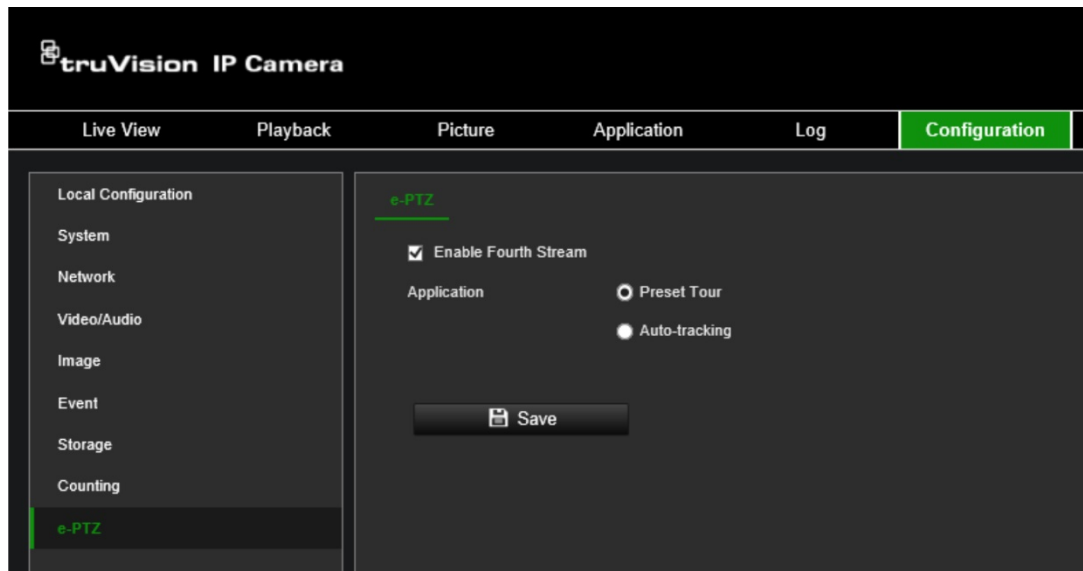 truVision IP Camera
Live View Playback Picture Application Log Configuration
Local Configuration
System
Network
Video/Audio
Image
Event
Storage
Counting
e-PTZ
e-PTZ
Enable Fourth Stream
Application Preset Tour
Auto-tracking
Save